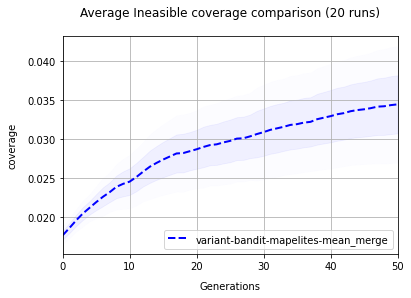 Average Ineasible coverage comparison (20 runs)
0.040
0.035
0.030
0.025
0.020
coverage
variant-bandit-mapelites-mean_merge
0 10 20 30 40 50
Generations